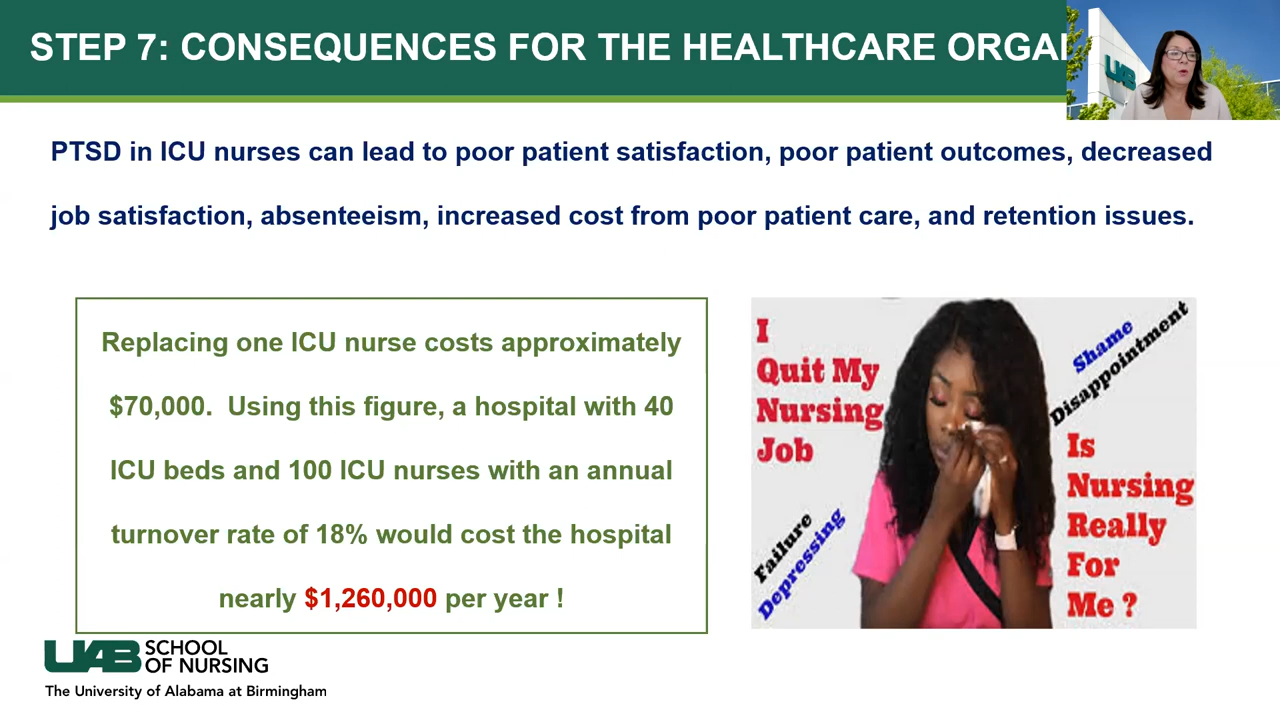 STEP 7: CONSEQUENCES FOR THE HEALTHCARE
UAB
PTSD in ICU nurses can lead to poor patient satisfaction, poor patient outcomes, decreased
job satisfaction, absenteeism, increased cost from poor patient care, and retention issues.
Replacing one ICU nurse costs approximately
$70,000. Using this figure, a hospital with 40
ICU beds and 100 ICU nurses with an annual
turnover rate of 18% would cost the hospital
nearly $1,260,000 per year !
I
Quit My
Nursing
Job
Failure
Depressing
Shame
Disappointment
Is
Nursing
Really
For
Me ?
UAB SCHOOL
OF NURSING
The University of Alabama at Birmingham